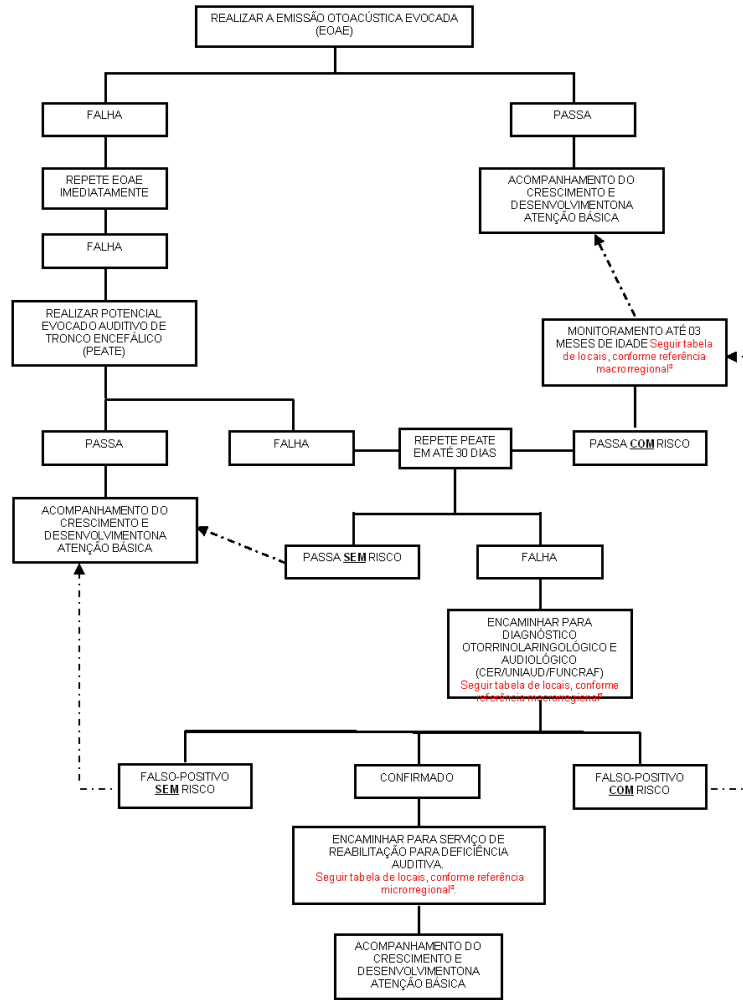 REALIZAR A EMISSÃO OTOACÚSTICA EVOCADA
(EOAE)
FALHA
PASSA
REPETE EOAE
IMEDIATAMENTE
ACOMPANHAMENTO DO
CRESCIMENTO E
DESENVOLVIMENTONA
ATENÇÃO BÁSICA
FALHA
REALIZAR POTENCIAL
EVOCADO AUDITIVO DE
TRONCO ENCEFÁLICO
(PEATE)
MONITORAMENTO ATÉ 03
MESES DE IDADE Seguir tabela
de locais, conforme referência
macrorregional²
PASSA
FALHA
REPETE PEATE
EM ATÉ 30 DIAS
PASSA COM RISCO
ACOMPANHAMENTO DO
CRESCIMENTO E
DESENVOLVIMENTONA
ATENÇÃO BÁSICA
PASSA SEM RISCO
FALHA
ENCAMINHAR PARA
DIAGNÓSTICO
OTORRINOLARINGOLÓGICO E
AUDIOLÓGICO
(CER/UNIAUD/FUNCRAF)
Seguir tabela de locais, conforme
referência macrorregional²
FALSO-POSITIVO
SEM RISCO
CONFIRMADO
FALSO-POSITIVO
COM RISCO
ENCAMINHAR PARA SERVIÇO DE
REABILITAÇÃO PARA DEFICIÊNCIA
AUDITIVA.
Seguir tabela de locais, conforme referência
microrregional².
ACOMPANHAMENTO DO
CRESCIMENTO E
DESENVOLVIMENTONA
ATENÇÃO BÁSICA